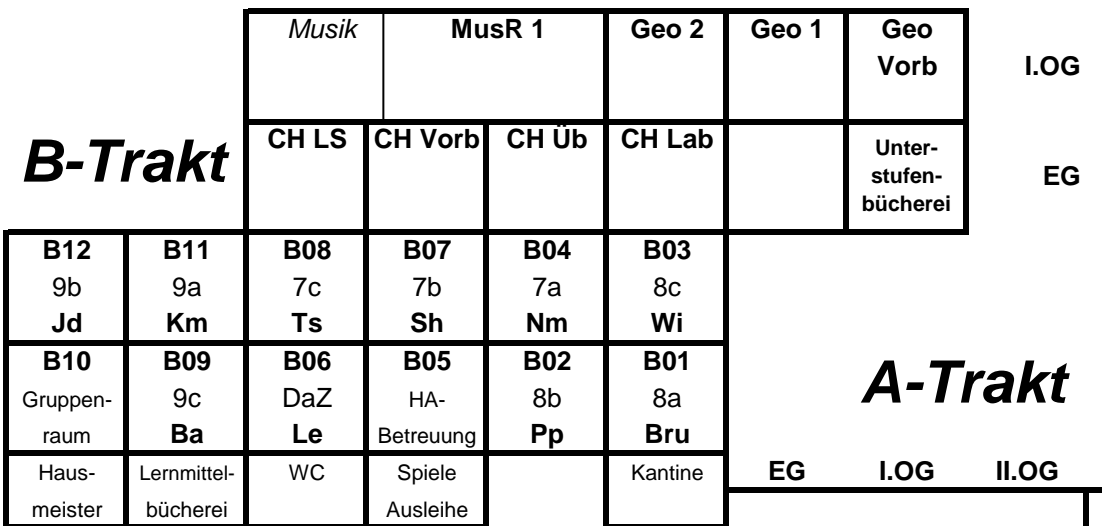 Musik MusR 1 Geo 2 Geo 1 Geo
Vorb I.OG
B-Trakt
CH LS CH Vorb CH Üb CH Lab Unter-
stufen- EG
bücherei
B12 B11 B08 B07 B04 B03
9b 9a 7c 7b 7a 8c
Jd Km Ts Sh Nm Wi
B10 B09 B06 B05 B02 B01
Gruppen- 9c DaZ HA- 8b 8a
raum Ba Le Betreuung Pp Bru
A-Trakt
Haus- Lernmittel- WC Spiele Kantine EG I.OG II.OG
meister bücherei Ausleihe